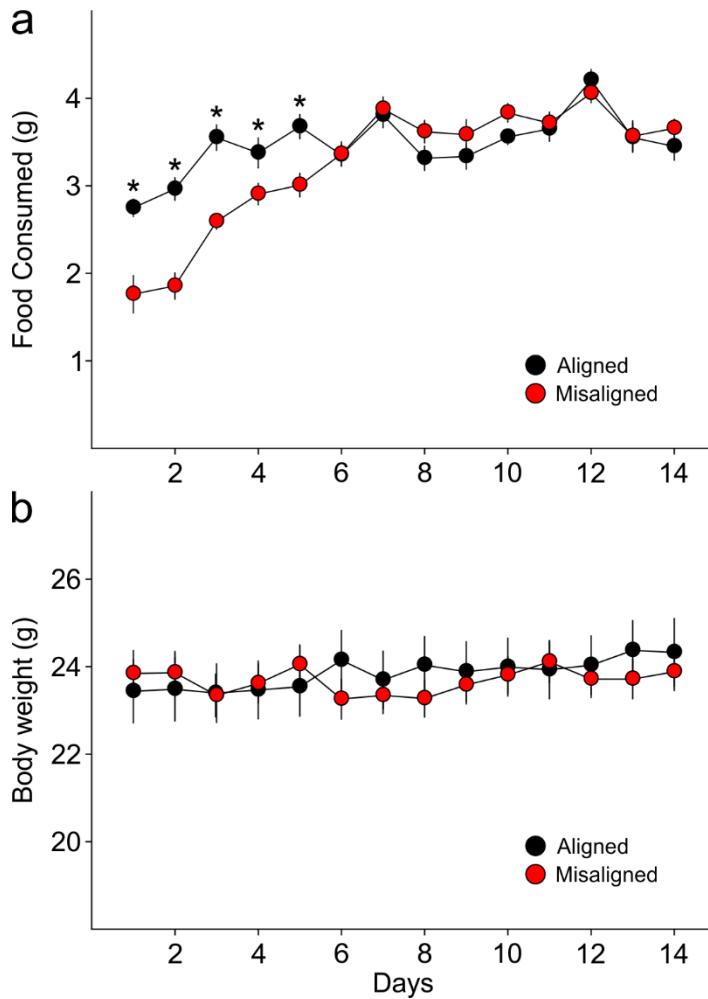 a
Food Consumed (g)
4
3
2
1
* * * * *
Aligned
Misaligned
2 4 6 8 10 12 14
b
Body weight (g)
26
24
22
20
Aligned
Misaligned
2 4 6 8 10 12 14
Days